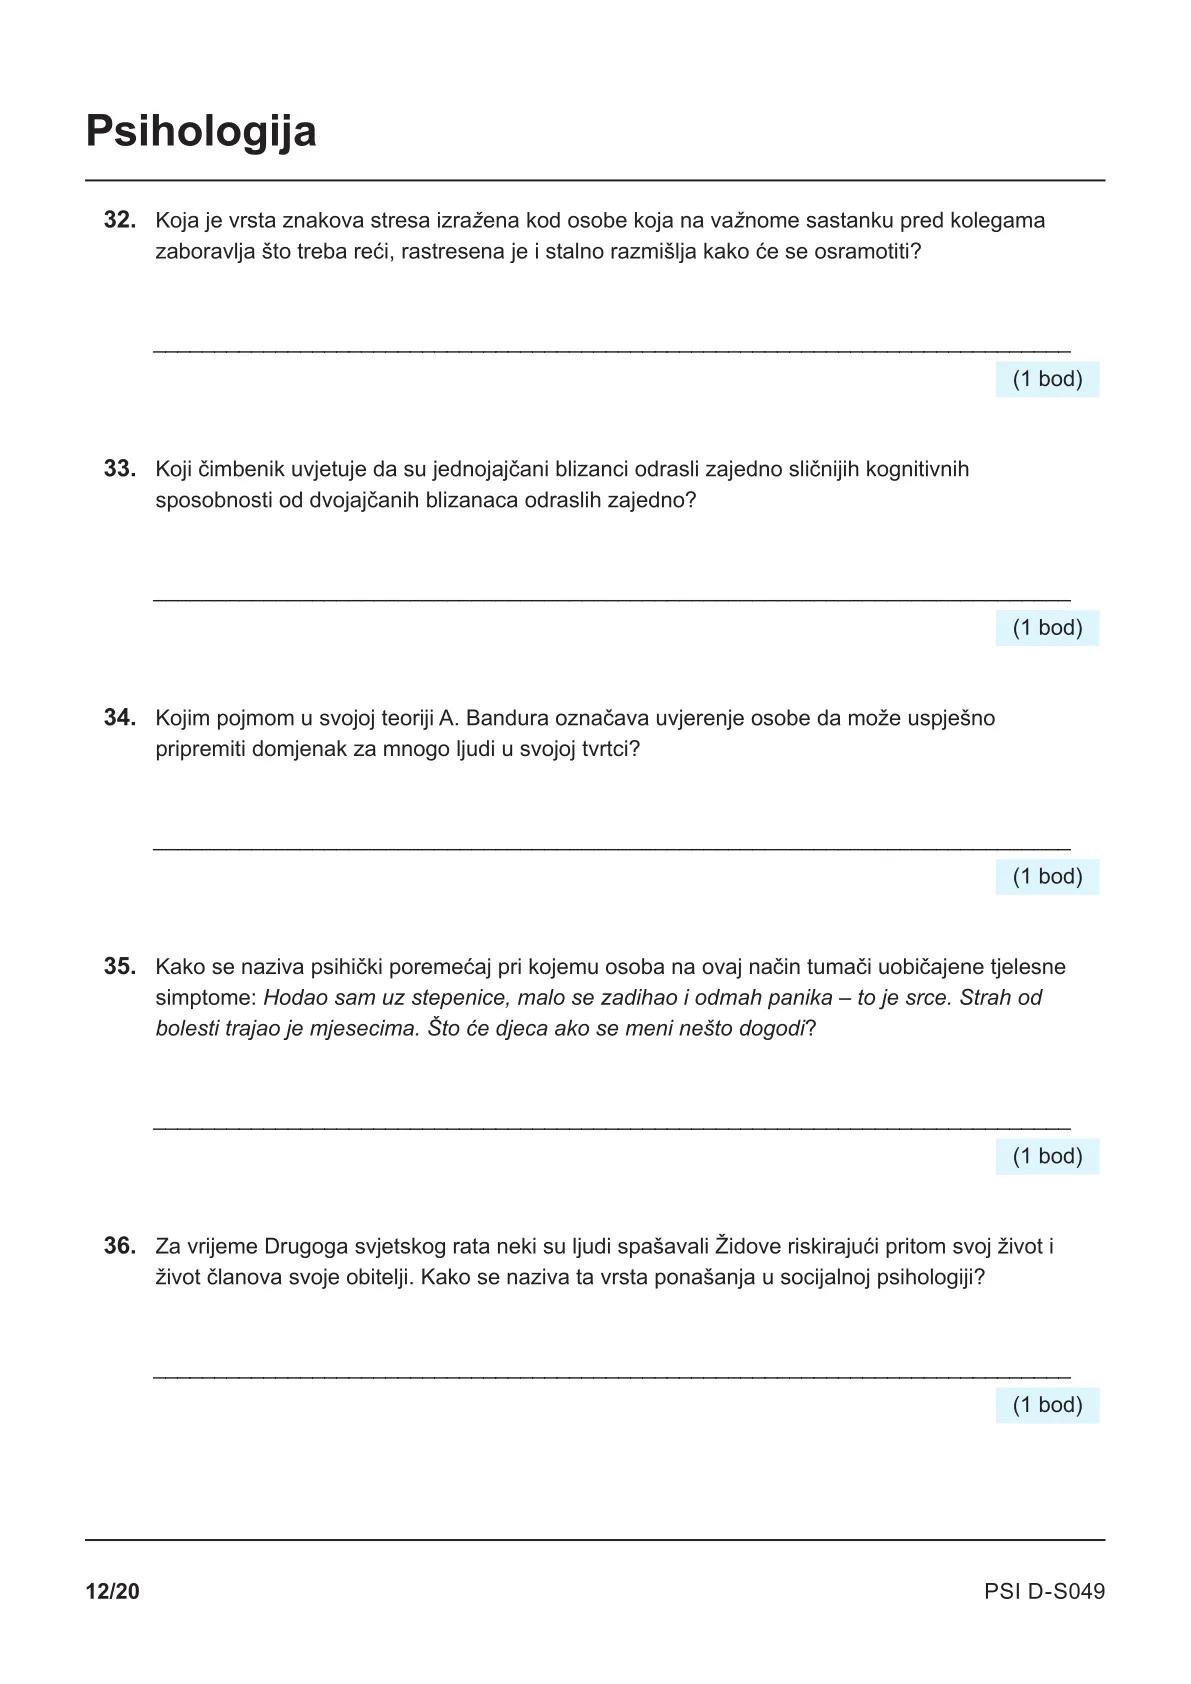 Psihologija
32. Koja je vrsta znakova stresa izražena kod osobe koja na važnome sastanku pred kolegama
zaboravlja što treba reći, rastresena je i stalno razmišlja kako će se osramotiti?
(1 bod)
33. Koji čimbenik uvjetuje da su jednojajčani blizanci odrasli zajedno sličnijih kognitivnih
sposobnosti od dvojajčanih blizanaca odraslih zajedno?
(1 bod)
34. Kojim pojmom u svojoj teoriji A. Bandura označava uvjerenje osobe da može uspješno
pripremiti domjenak za mnogo ljudi u svojoj tvrtci?
(1 bod)
35. Kako se naziva psihički poremećaj pri kojemu osoba na ovaj način tumači uobičajene tjelesne
simptome: Hodao sam uz stepenice, malo se zadihao i odmah panika – to je srce. Strah od
bolesti trajao je mjesecima. Što će djeca ako se meni nešto dogodi?
(1 bod)
36. Za vrijeme Drugoga svjetskog rata neki su ljudi spašavali Židove riskirajući pritom svoj život i
život članova svoje obitelji. Kako se naziva ta vrsta ponašanja u socijalnoj psihologiji?
(1 bod)
12/20
PSI D-S049